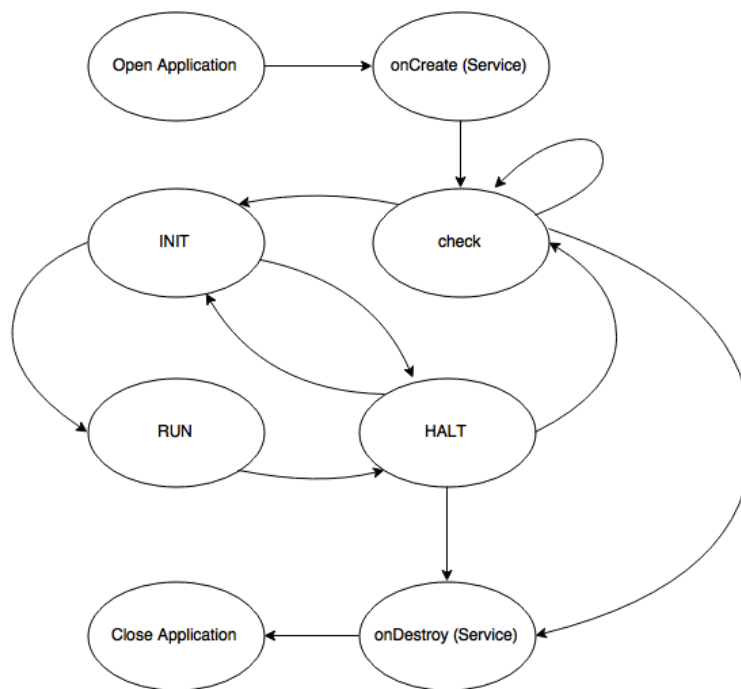 Open Application
onCreate (Service)
INIT
check
RUN
HALT
Close Application
onDestroy (Service)